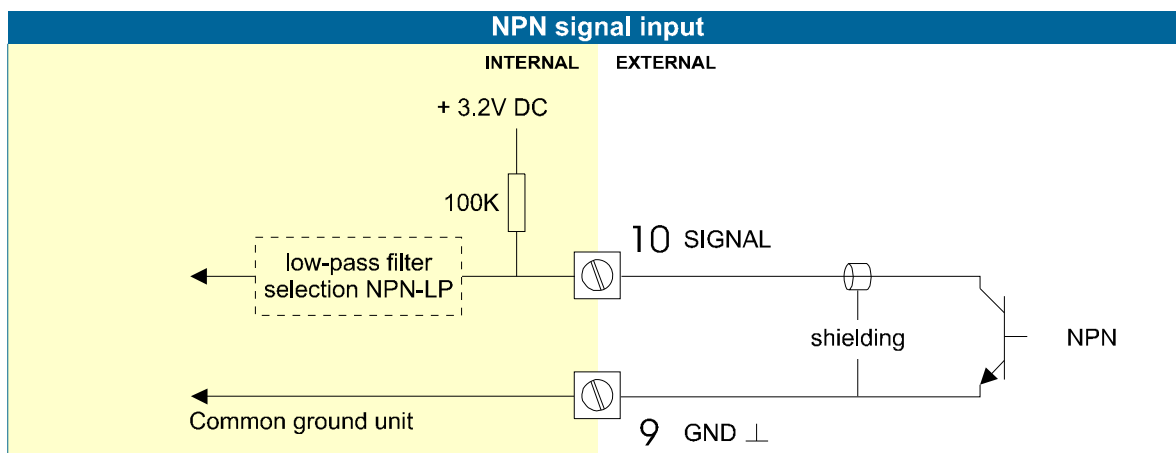 NPN signal input
INTERNAL
EXTERNAL
+ 3.2V DC
100K
10 SIGNAL
low-pass filter
selection NPN-LP
shielding
NPN
Common ground unit
9 GND ⊥